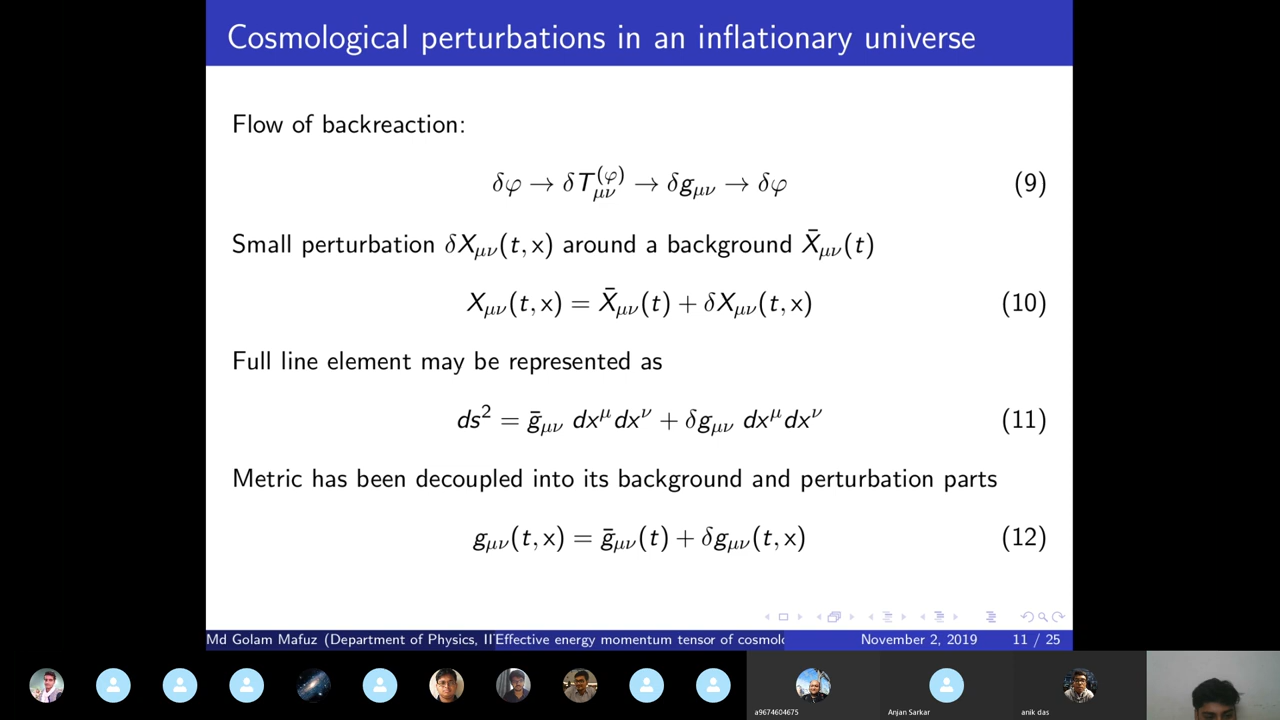 Cosmological perturbations in an inflationary universe
Flow of backreaction:
δφ → δT_{μν}^{(φ)} → δg_{μν} → δφ (9)
Small perturbation δX_{μν}(t, x) around a background X̄_{μν}(t)
X_{μν}(t, x) = X̄_{μν}(t) + δX_{μν}(t, x) (10)
Full line element may be represented as
ds² = ḡ_{μν} dx^μ dx^ν + δg_{μν} dx^μ dx^ν (11)
Metric has been decoupled into its background and perturbation parts
g_{μν}(t, x) = ḡ_{μν}(t) + δg_{μν}(t, x) (12)
Md Golam Mafuz (Department of Physics, II Effective energy momentum tensor of cosmol November 2, 2019 11 / 25
a9674604675 Anjan Sarkar anik das